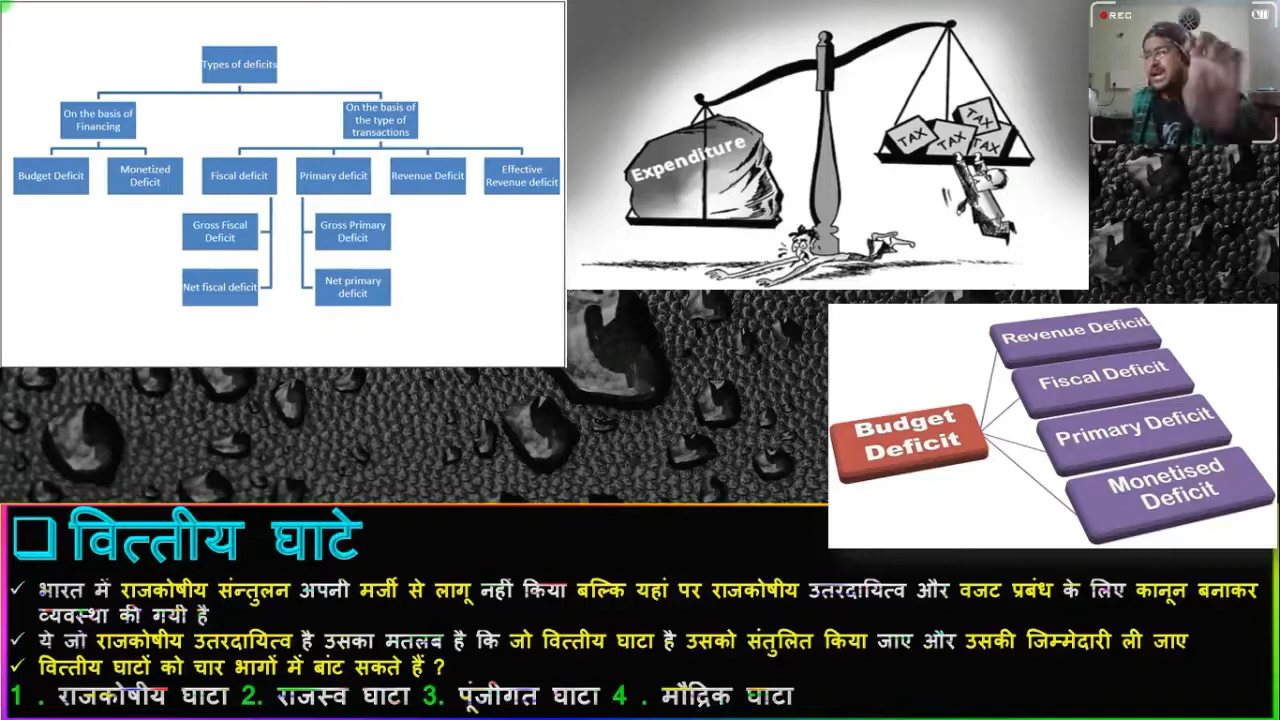 Types of deficits
On the basis of
Financing
On the basis of
the type of
transactions
Budget Deficit
Monetized
Deficit
Fiscal deficit
Primary deficit
Revenue Deficit
Effective
Revenue deficit
Gross Fiscal
Deficit
Gross Primary
Deficit
Net fiscal deficit
Net primary
deficit
Expenditure
TAX
TAX
TAX
TAX
REC
Budget
Deficit
Revenue Deficit
Fiscal Deficit
Primary Deficit
Monetised
Deficit
वित्तीय घाटे
भारत में राजकोषीय संन्तुलन अपनी मर्जी से लागू नहीं किया बल्कि यहां पर राजकोषीय उतरदायित्व और वजट प्रबंध के लिए कानून बनाकर
व्यवस्था की गयी है
ये जो राजकोषीय उतरदायित्व है उसका मतलब है कि जो वित्तीय घाटा है उसको संतुलित किया जाए और उसकी जिम्मेदारी ली जाए
वित्तीय घाटों को चार भागों में बांट सकते हैं ?
1 . राजकोषीय घाटा 2. राजस्व घाटा 3. पूंजीगत घाटा 4 . मौद्रिक घाटा